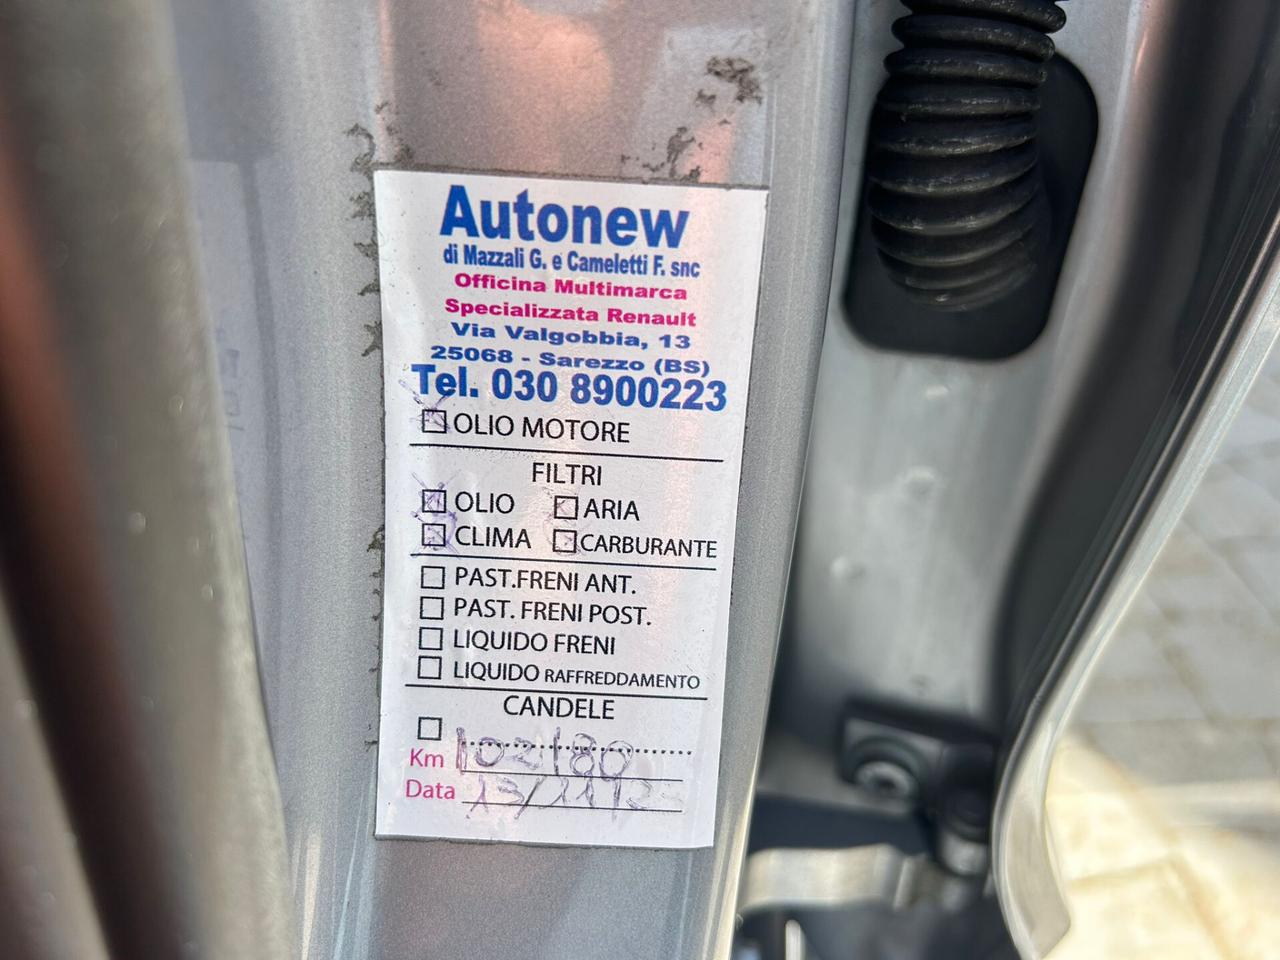 Autonew
di Mazzali G. e Cameletti F. snc
Officina Multimarca
Specializzata Renault
Via Valgobbia, 13
25068 - Sarezzo (BS)
Tel. 030 8900223
OLIO MOTORE
FILTRI
OLIO ARIA
CLIMA CARBURANTE
PAST.FRENI ANT.
PAST. FRENI POST.
LIQUIDO FRENI
LIQUIDO RAFFREDDAMENTO
CANDELE
Km 102180
Data 13/11/